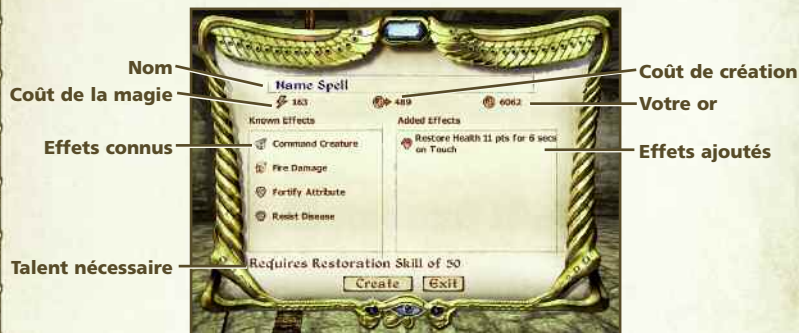 Nom
Coût de la magie
Effets connus
Talent nécessaire
Name Spell
163
489
6062
Known Effects
Command Creature
Fire Damage
Fortify Attribute
Resist Disease
Added Effects
Restore Health 11 pts for 6 secs
on Touch
Requires Restoration Skill of 50
Create
Exit
Coût de création
Votre or
Effets ajoutés